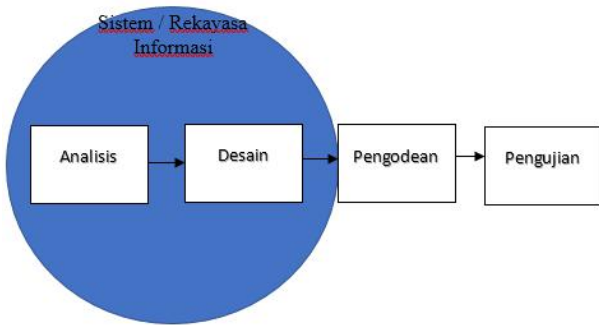 Sistem / Rekayasa
Informasi
Analisis
Desain
Pengodean
Pengujian